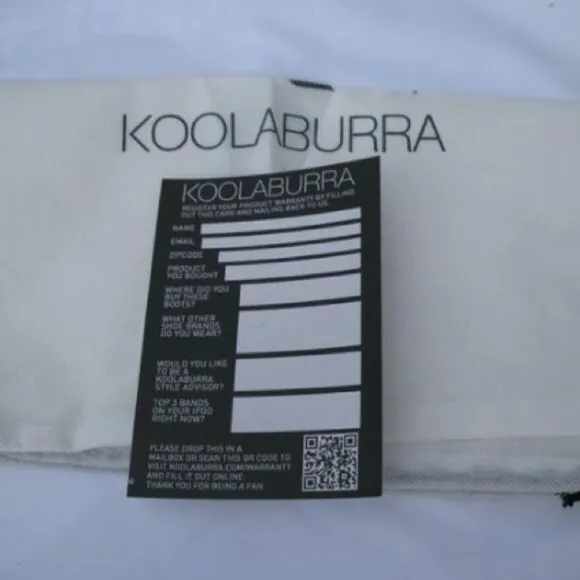 KOOLABURRA
KOOLABURRA
REGISTER YOUR PRODUCT WARRANTY BY FILLING
OUT THIS CARD AND MAILING BACK TO US.
NAME
EMAIL
ZIPCODE
PRODUCT
YOU BOUGHT
WHERE DID YOU
BUY THESE
BOOTS?
WHAT OTHER
SHOE BRANDS
DO YOU WEAR?
WOULD YOU LIKE
TO BE A
KOOLABURRA
STYLE ADVISOR?
TOP 3 BANDS
ON YOUR IPOD
RIGHT NOW?
PLEASE DROP THIS IN A
MAILBOX OR SCAN THIS QR CODE TO
VISIT KOOLABURRA.COM/WARRANTY
AND FILL IT OUT ONLINE.
THANK YOU FOR BEING A FAN